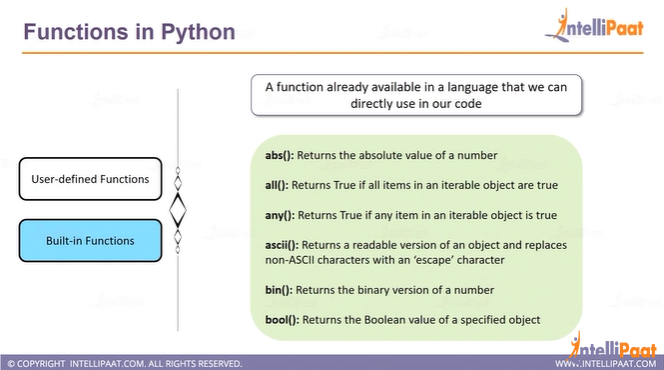 Functions in Python
IntelliPaat
A function already available in a language that we can
directly use in our code
User-defined Functions
Built-in Functions
abs(): Returns the absolute value of a number
all(): Returns True if all items in an iterable object are true
any(): Returns True if any item in an iterable object is true
ascii(): Returns a readable version of an object and replaces
non-ASCII characters with an ‘escape’ character
bin(): Returns the binary version of a number
bool(): Returns the Boolean value of a specified object
IntelliPaat
© COPYRIGHT INTELLIPAAT.COM. ALL RIGHTS RESERVED.
WWW.INTELLIPAAT.COM